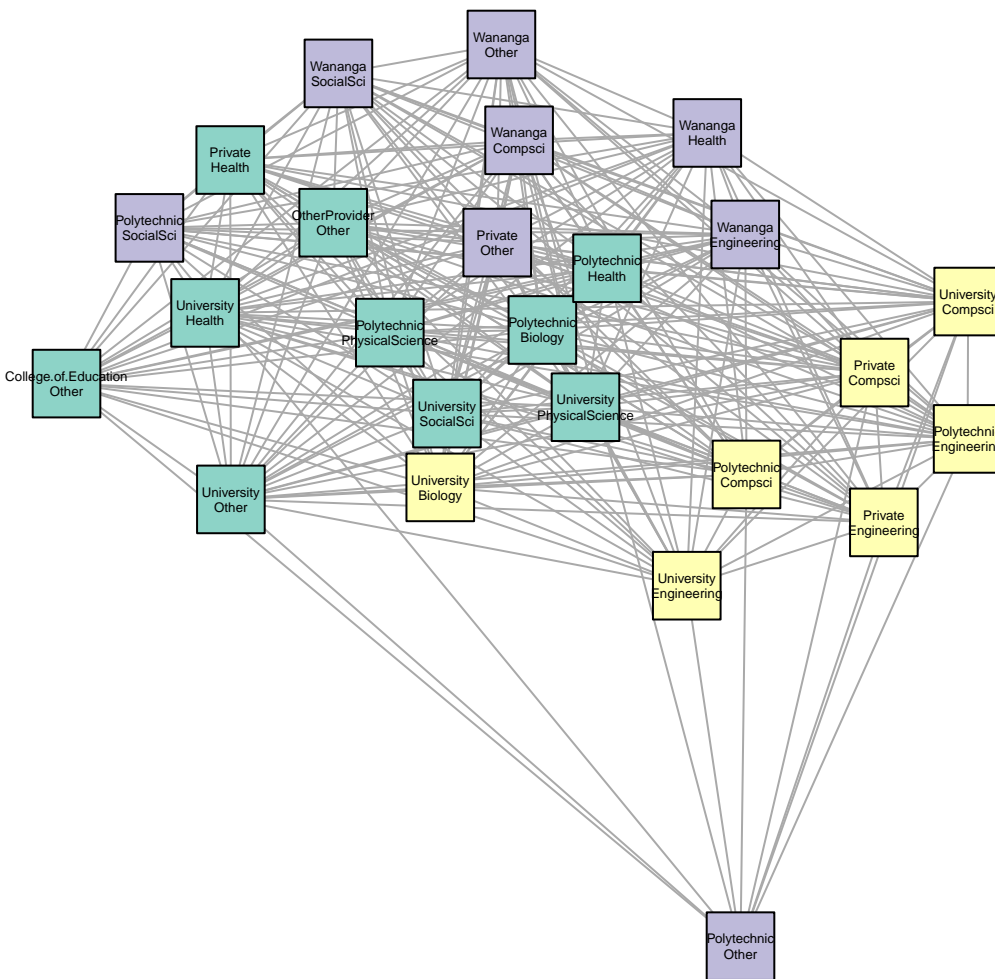 Wananga
Other
Wananga
SocialSci
Wananga
Compsci
Wananga
Health
Private
Health
Polytechnic
SocialSci
OtherProvider
Other
Private
Other
Wananga
Engineering
Polytechnic
Health
University
Compsci
University
Health
Polytechnic
PhysicalScience
Polytechnic
Biology
Private
Compsci
College.of.Education
Other
University
SocialSci
University
PhysicalScience
Polytechnic
Engineering
Polytechnic
Compsci
University
Biology
University
Other
Private
Engineering
University
Engineering
Polytechnic
Other